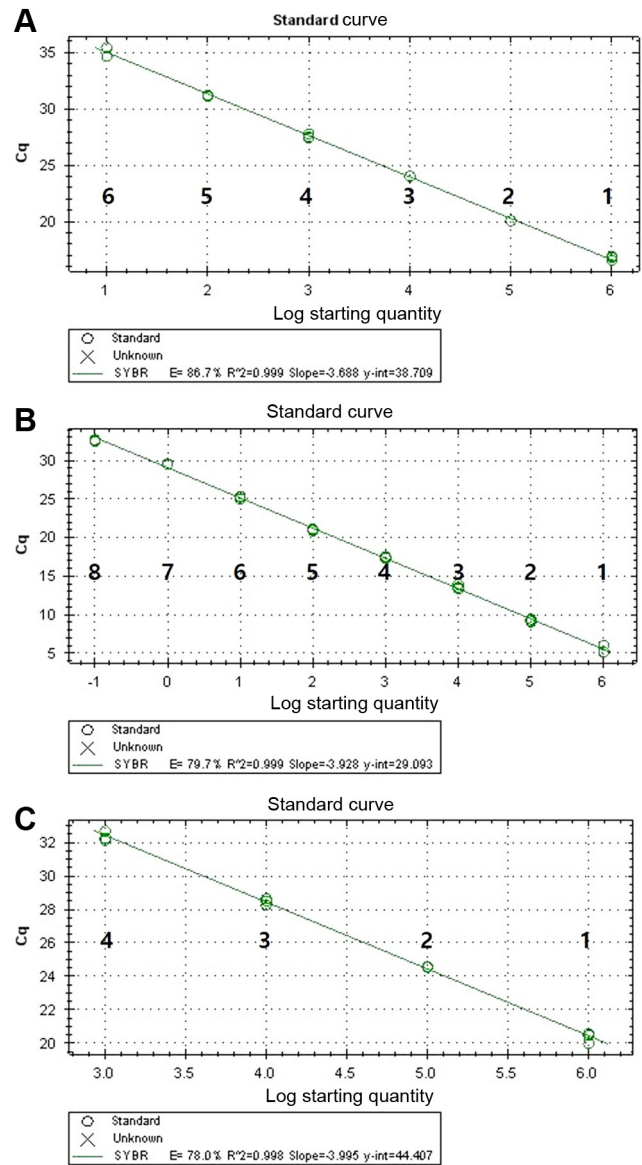 A
Standard curve
35
30
25
20
Cq
6 5 4 3 2 1
1 2 3 4 5 6
Log starting quantity
Standard
Unknown
SYBR E= 86.7% R^2=0.999 Slope=-3.688 y-int=38.709
B
Standard curve
30
25
20
15
10
5
Cq
8 7 6 5 4 3 2 1
-1 0 1 2 3 4 5 6
Log starting quantity
Standard
Unknown
SYBR E= 79.7% R^2=0.999 Slope=-3.928 y-int=29.093
C
Standard curve
32
30
28
26
24
22
20
Cq
4 3 2 1
3.0 3.5 4.0 4.5 5.0 5.5 6.0
Log starting quantity
Standard
Unknown
SYBR E= 78.0% R^2=0.998 Slope=-3.995 y-int=44.407